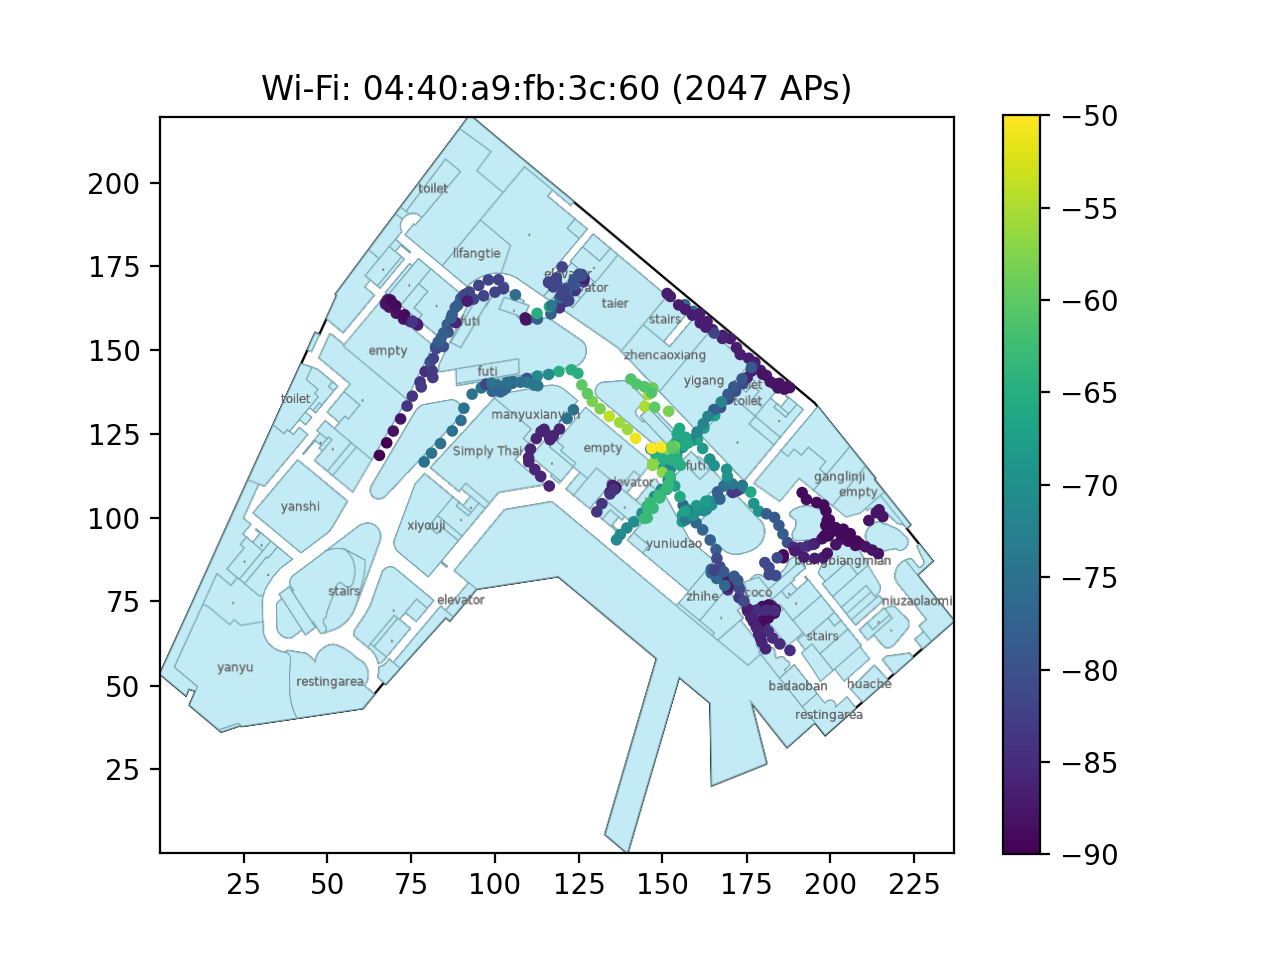 Wi-Fi: 04:40:a9:fb:3c:60 (2047 APs)
−50
200
toilet
−55
lifangtie
175
elevator
taier
−60
stairs
futi
150
empty
zhencaoxiang
−65
futi
yigang
toilet
toilet
125
manyuxianyun
Simply Thai
empty
−70
futi
ganglinji
elevator
empty
yanshi
100
xiyouji
−75
yuniudao
biangbiangmian
75
stairs
elevator
zhihe
coco
niuzaolaomi
−80
stairs
yanyu
50
restingarea
badaoban
huache
restingarea
−85
25
−90
25
50
75
100
125
150
175
200
225